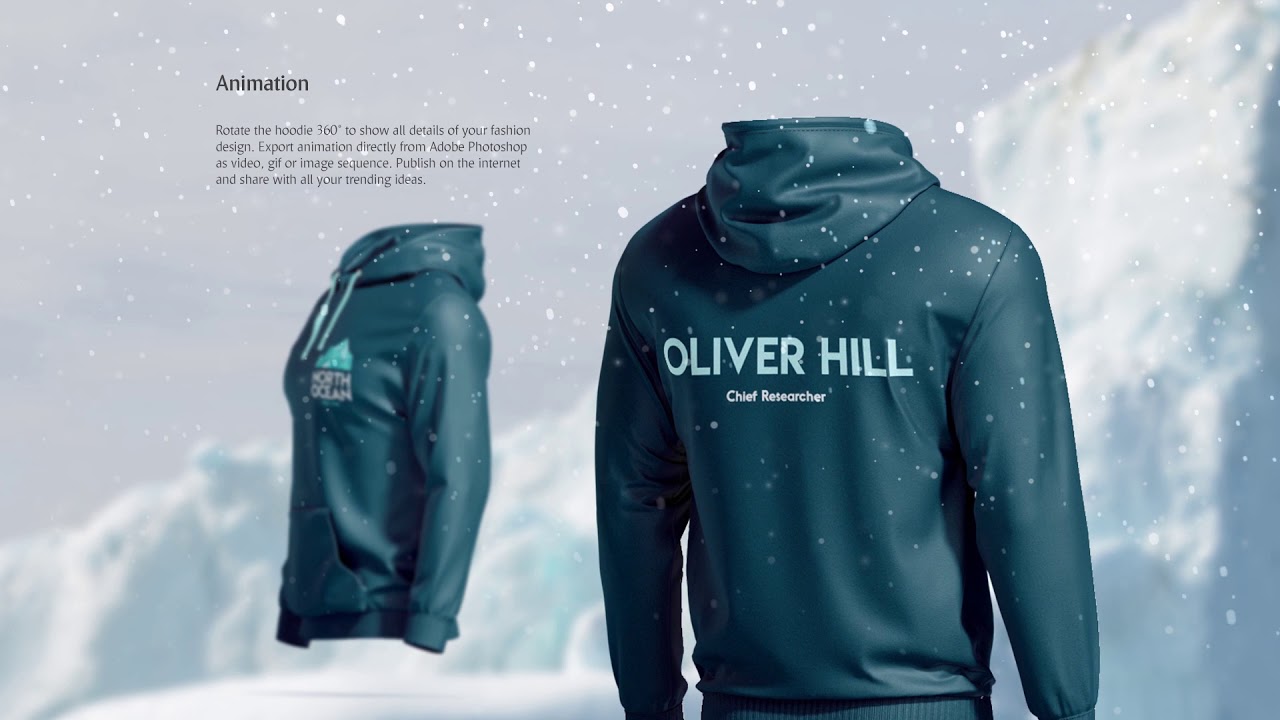 Animation
Rotate the hoodie 360° to show all details of your fashion
design. Export animation directly from Adobe Photoshop
as video, gif or image sequence. Publish on the internet
and share with all your trending ideas.
NORTH
OCEAN
OLIVER HILL
Chief Researcher